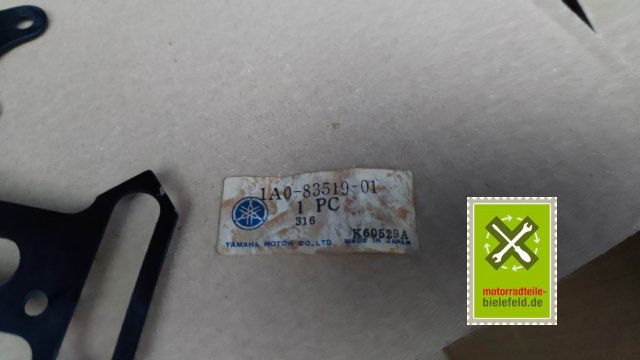 1A0-83519-01
1 PC
316
K60529A
YAMAHA MOTOR CO., LTD MADE IN JAPAN
motorradteile-
bielefeld.de